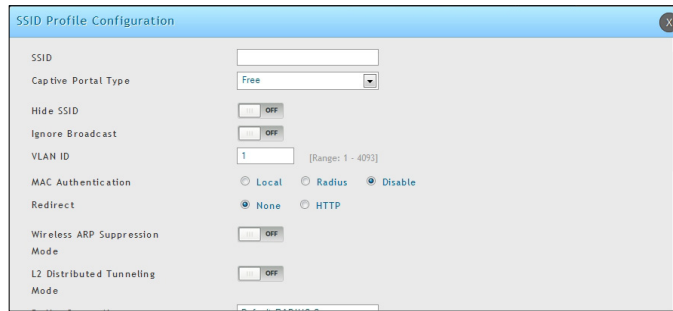 SSID Profile Configuration
X
SSID
Captive Portal Type Free
Hide SSID OFF
Ignore Broadcast OFF
VLAN ID 1 [Range: 1 - 4093]
MAC Authentication Local Radius Disable
Redirect None HTTP
Wireless ARP Suppression Mode OFF
L2 Distributed Tunneling Mode OFF